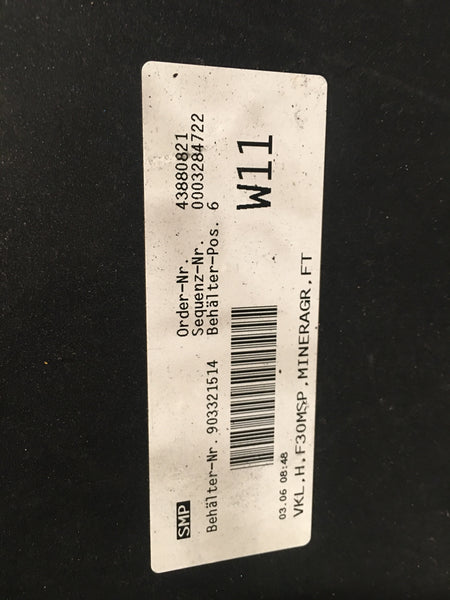 SMP
Order-Nr. 43880821
Sequenz-Nr. 0003284722
Behälter-Nr. 903321514 Behälter-Pos. 6
W11
03.06 08:48
VKL,H,F30MSP,MINERAGR,FT